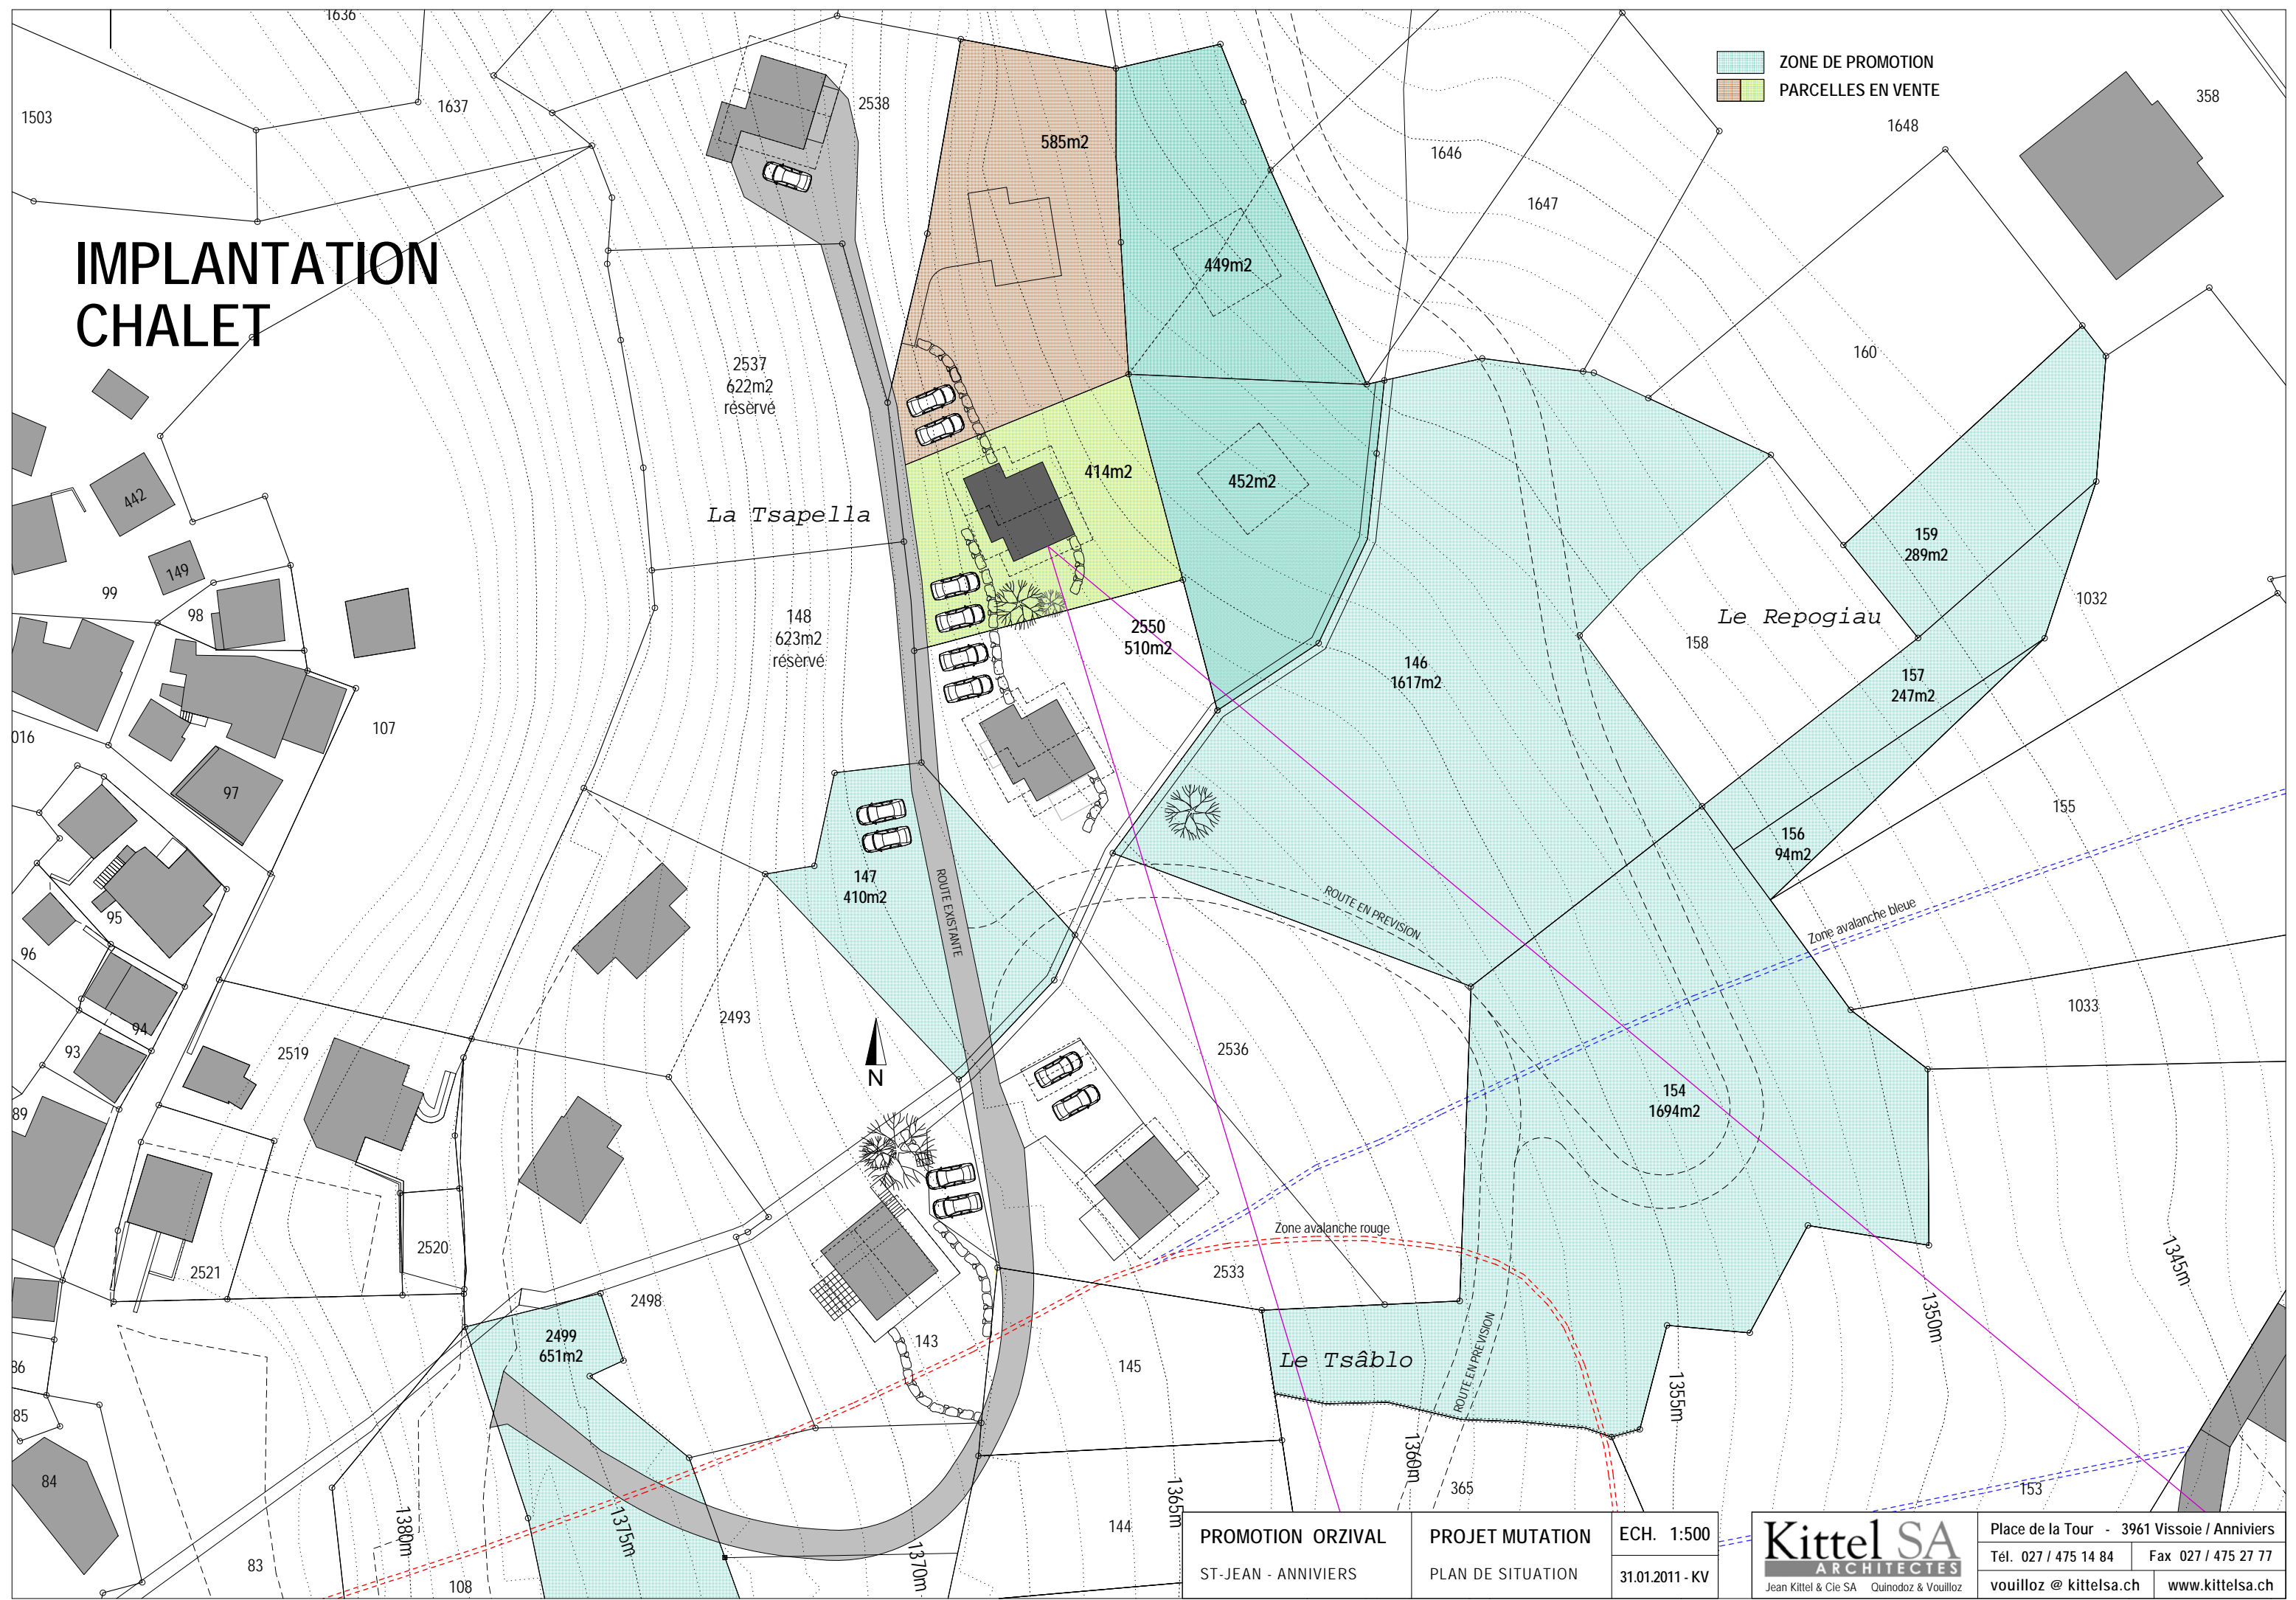 1636
1503
1637
2538
585m2
ZONE DE PROMOTION
PARCELLES EN VENTE
1646
1647
1648
358
IMPLANTATION
CHALET
449m2
160
2537
622m2
résèrvé
La Tsapella
414m2
452m2
442
149
99
98
148
623m2
résèrvé
2550
510m2
146
1617m2
159
289m2
Le Repogiau
158
157
247m2
1032
107
016
97
156
94m2
155
147
410m2
ROUTE EXISTANTE
ROUTE EN PREVISION
Zone avalanche bleue
95
96
94
93
2519
2493
N
2536
1033
154
1694m2
89
2520
2521
2498
Zone avalanche rouge
2533
1345m
1350m
2499
651m2
143
145
Le Tsâblo
ROUTE EN PREVISION
1355m
86
85
84
83
108
1380m
1375m
1370m
1365m
1360m
144
365
153
PROMOTION ORZIVAL
ST-JEAN - ANNIVIERS
PROJET MUTATION
PLAN DE SITUATION
ECH. 1:500
31.01.2011 - KV
Kittel SA
ARCHITECTES
Jean Kittel & Cie SA Quinodoz & Vouilloz
Place de la Tour - 3961 Vissoie / Anniviers
Tél. 027 / 475 14 84
Fax 027 / 475 27 77
vouilloz @ kittelsa.ch
www.kittelsa.ch